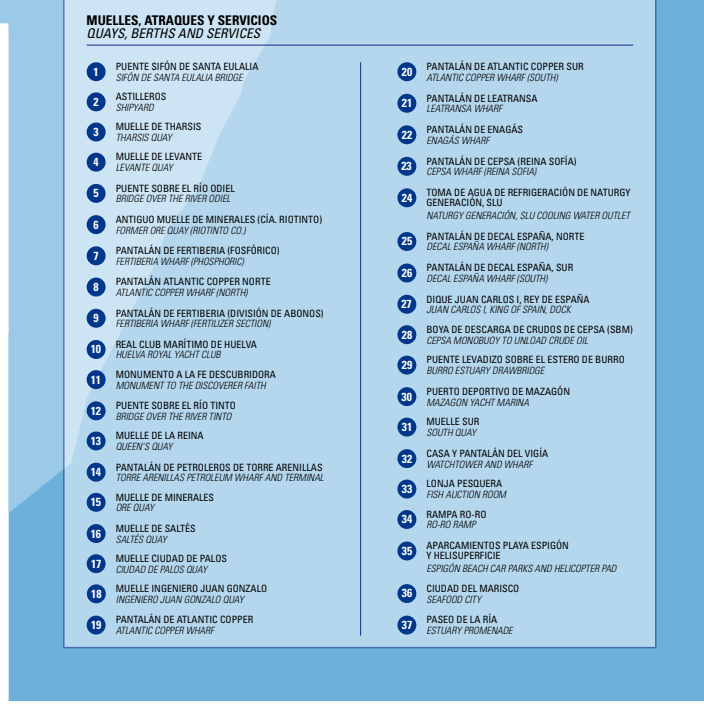 MUELLES, ATRAQUES Y SERVICIOS
QUAYS, BERTHS AND SERVICES
1 PUENTE SIFÓN DE SANTA EULALIA
SIFÓN DE SANTA EULALIA BRIDGE
2 ASTILLEROS
SHIPYARD
3 MUELLE DE THARSIS
THARSIS QUAY
4 MUELLE DE LEVANTE
LEVANTE QUAY
5 PUENTE SOBRE EL RÍO ODIEL
BRIDGE OVER THE RIVER ODIEL
6 ANTIGUO MUELLE DE MINERALES (CÍA. RIOTINTO)
FORMER ORE QUAY (RIOTINTO CO.)
7 PANTALÁN DE FERTIBERIA (FOSFÓRICO)
FERTIBERIA WHARF (PHOSPHORIC)
8 PANTALÁN ATLANTIC COPPER NORTE
ATLANTIC COPPER WHARF (NORTH)
9 PANTALÁN DE FERTIBERIA (DIVISIÓN DE ABONOS)
FERTIBERIA WHARF (FERTILIZER SECTION)
10 REAL CLUB MARÍTIMO DE HUELVA
HUELVA ROYAL YACHT CLUB
11 MONUMENTO A LA FE DESCUBRIDORA
MONUMENT TO THE DISCOVERER FAITH
12 PUENTE SOBRE EL RÍO TINTO
BRIDGE OVER THE RIVER TINTO
13 MUELLE DE LA REINA
QUEEN'S QUAY
14 PANTALÁN DE PETROLEROS DE TORRE ARENILLAS
TORRE ARENILLAS PETROLEUM WHARF AND TERMINAL
15 MUELLE DE MINERALES
ORE QUAY
16 MUELLE DE SALTÉS
SALTÉS QUAY
17 MUELLE CIUDAD DE PALOS
CIUDAD DE PALOS QUAY
18 MUELLE INGENIERO JUAN GONZALO
INGENIERO JUAN GONZALO QUAY
19 PANTALÁN DE ATLANTIC COPPER
ATLANTIC COPPER WHARF
20 PANTALÁN DE ATLANTIC COPPER SUR
ATLANTIC COPPER WHARF (SOUTH)
21 PANTALÁN DE LEATRANSA
LEATRANSA WHARF
22 PANTALÁN DE ENAGÁS
ENAGÁS WHARF
23 PANTALÁN DE CEPSA (REINA SOFÍA)
CEPSA WHARF (REINA SOFIA)
24 TOMA DE AGUA DE REFRIGERACIÓN DE NATURGY
GENERACIÓN, SLU
NATURGY GENERACIÓN, SLU COOLING WATER OUTLET
25 PANTALÁN DE DECAL ESPAÑA, NORTE
DECAL ESPAÑA WHARF (NORTH)
26 PANTALÁN DE DECAL ESPAÑA, SUR
DECAL ESPAÑA WHARF (SOUTH)
27 DIQUE JUAN CARLOS I, REY DE ESPAÑA
JUAN CARLOS I, KING OF SPAIN, DOCK
28 BOYA DE DESCARGA DE CRUDOS DE CEPSA (SBM)
CEPSA MONOBUOY TO UNLOAD CRUDE OIL
29 PUENTE LEVADIZO SOBRE EL ESTERO DE BURRO
BURRO ESTUARY DRAWBRIDGE
30 PUERTO DEPORTIVO DE MAZAGÓN
MAZAGON YACHT MARINA
31 MUELLE SUR
SOUTH QUAY
32 CASA Y PANTALÁN DEL VIGÍA
WATCHTOWER AND WHARF
33 LONJA PESQUERA
FISH AUCTION ROOM
34 RAMPA RO-RO
RO-RO RAMP
35 APARCAMIENTOS PLAYA ESPIGÓN
Y HELISUPERFICIE
ESPIGÓN BEACH CAR PARKS AND HELICOPTER PAD
36 CIUDAD DEL MARISCO
SEAFOOD CITY
37 PASEO DE LA RÍA
ESTUARY PROMENADE